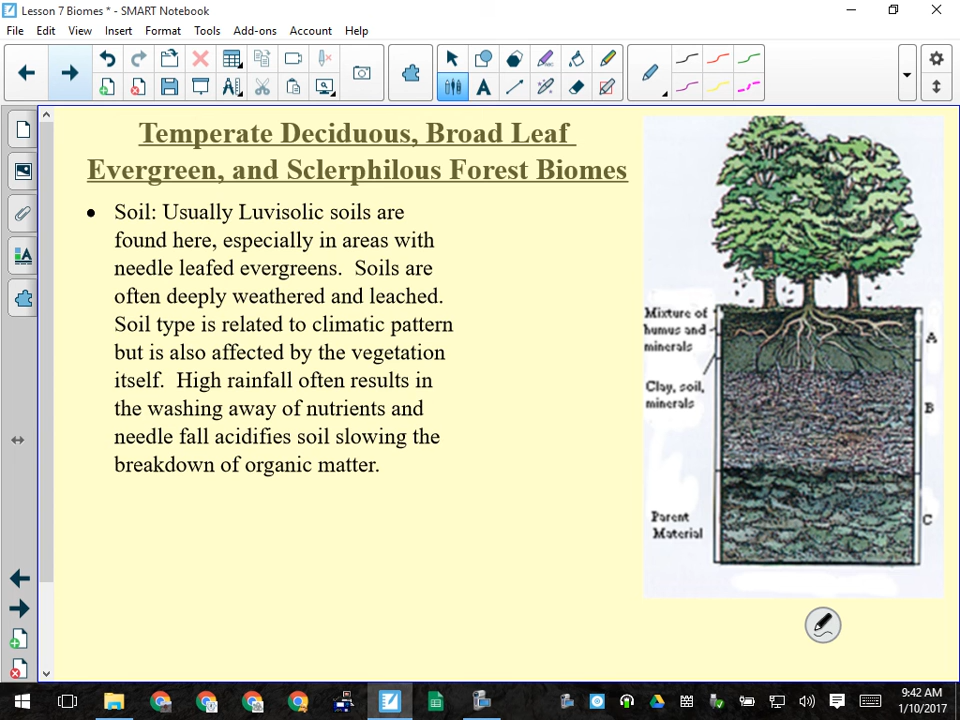 Lesson 7 Biomes * - SMART Notebook
File Edit View Insert Format Tools Add-ons Account Help
Temperate Deciduous, Broad Leaf
Evergreen, and Sclerphilous Forest Biomes
• Soil: Usually Luvisolic soils are
found here, especially in areas with
needle leafed evergreens. Soils are
often deeply weathered and leached.
Soil type is related to climatic pattern
but is also affected by the vegetation
itself. High rainfall often results in
the washing away of nutrients and
needle fall acidifies soil slowing the
breakdown of organic matter.
Mixture of
humus and
minerals
A
Clay, soil,
minerals
B
Parent
Material
C
9:42 AM
1/10/2017